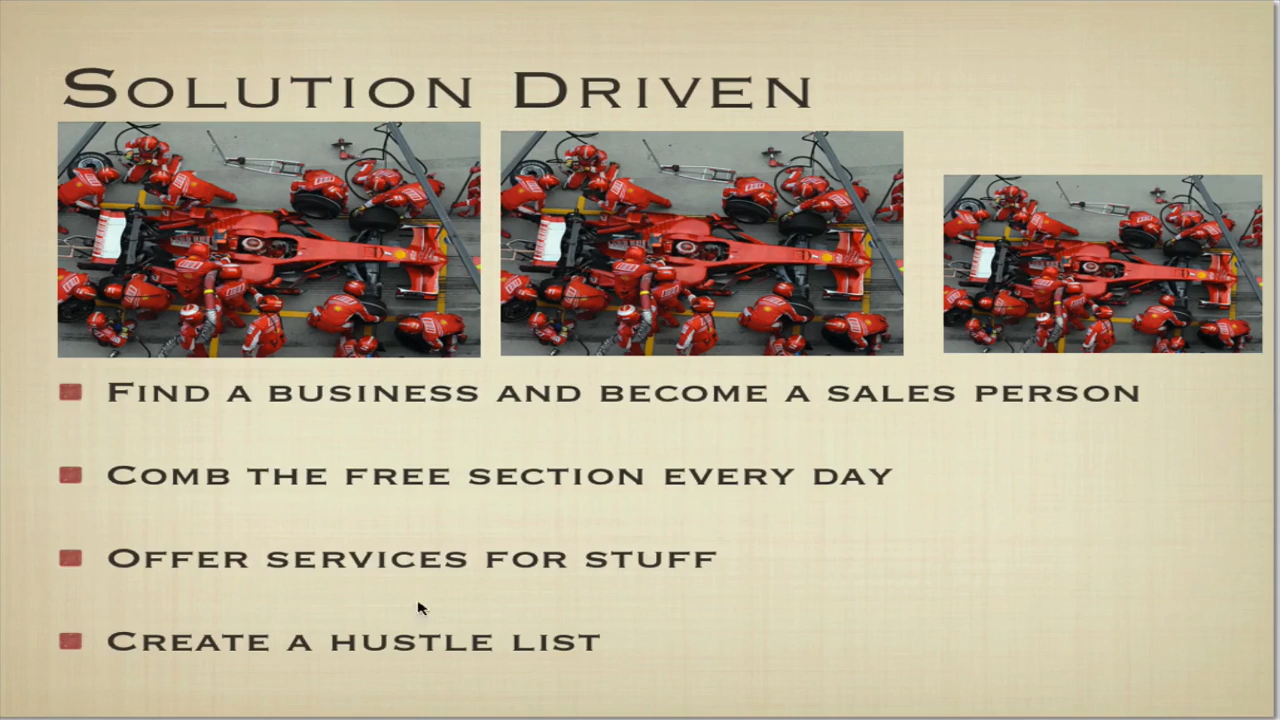 Solution Driven
Find a business and become a sales person
Comb the free section every day
Offer services for stuff
Create a hustle list